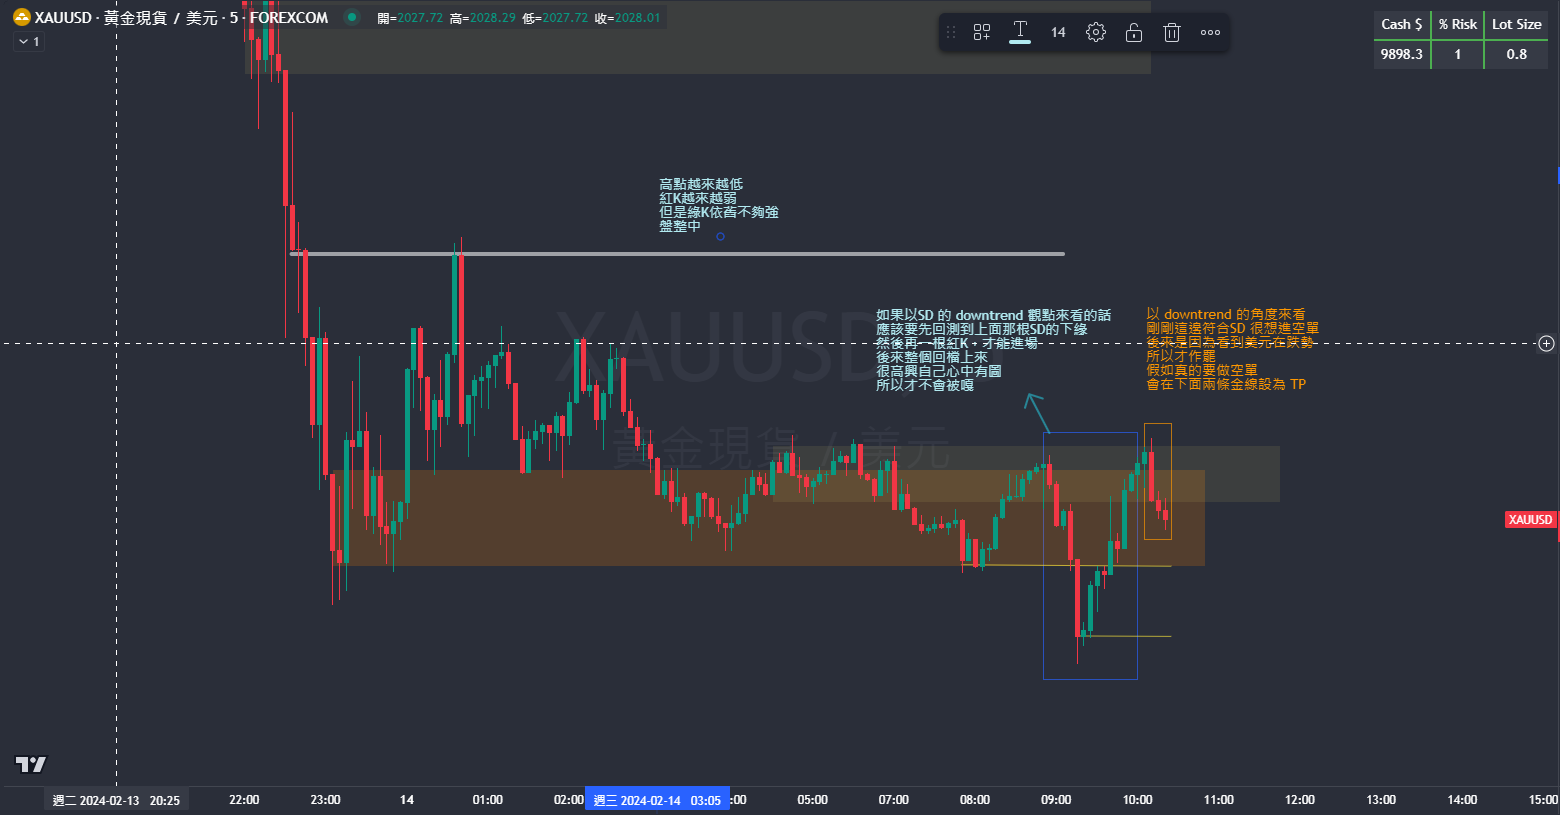 XAUUSD · 黃金現貨 / 美元 · 5 · FOREXCOM 開=2027.72 高=2028.29 低=2027.72 收=2028.01
1
14
Cash $ % Risk Lot Size
9898.3 1 0.8
高點越來越低
紅K越來越弱
但是綠K依舊不夠強
盤整中
XAUUSD
黃金現貨 / 美元
如果以SD 的 downtrend 觀點來看的話
應該要先回測到上面那根SD的下緣
然後再一根紅K，才能進場
後來整個回檔上來
很高興自己心中有圖
所以才不會被嘎
以 downtrend 的角度來看
剛剛這邊符合SD 很想進空單
後來是因為看到美元在跌勢
所以才作罷
假如真的要做空單
會在下面兩條金線設為 TP
XAUUSD
週二 2024-02-13 20:25 22:00 23:00 14 01:00 02:00 週三 2024-02-14 03:05 :00 05:00 07:00 08:00 09:00 10:00 11:00 12:00 13:00 14:00 15:00